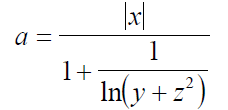 a = |x| / (1 + 1 / ln(y + z²))